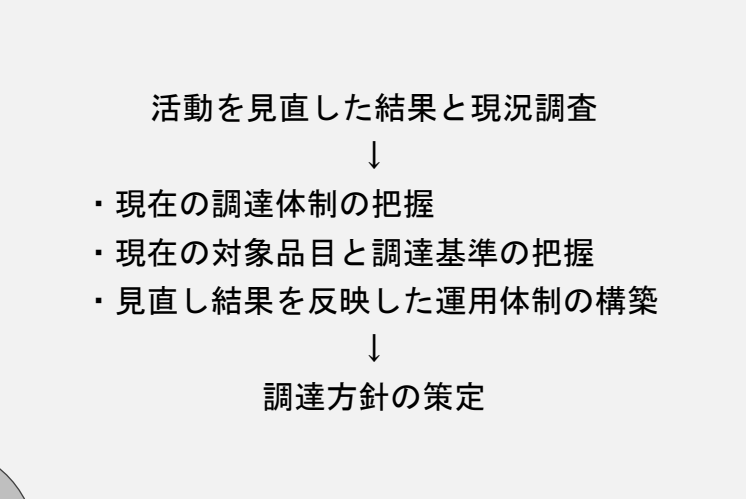 活動を見直した結果と現況調査
↓
・現在の調達体制の把握
・現在の対象品目と調達基準の把握
・見直し結果を反映した運用体制の構築
↓
調達方針の策定